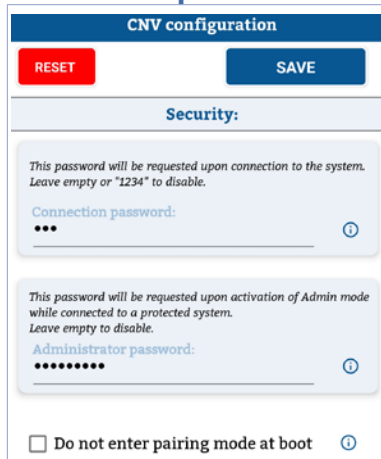 CNV configuration
RESET
SAVE
Security:
This password will be requested upon connection to the system.
Leave empty or "1234" to disable.
Connection password:
•••
This password will be requested upon activation of Admin mode
while connected to a protected system.
Leave empty to disable.
Administrator password:
•••••••••
Do not enter pairing mode at boot